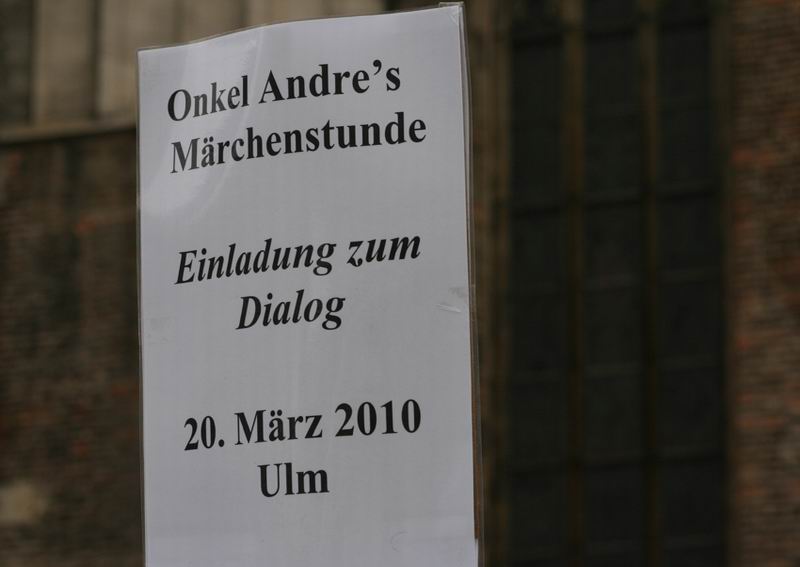 Onkel Andre’s
Märchenstunde
Einladung zum
Dialog
20. März 2010
Ulm